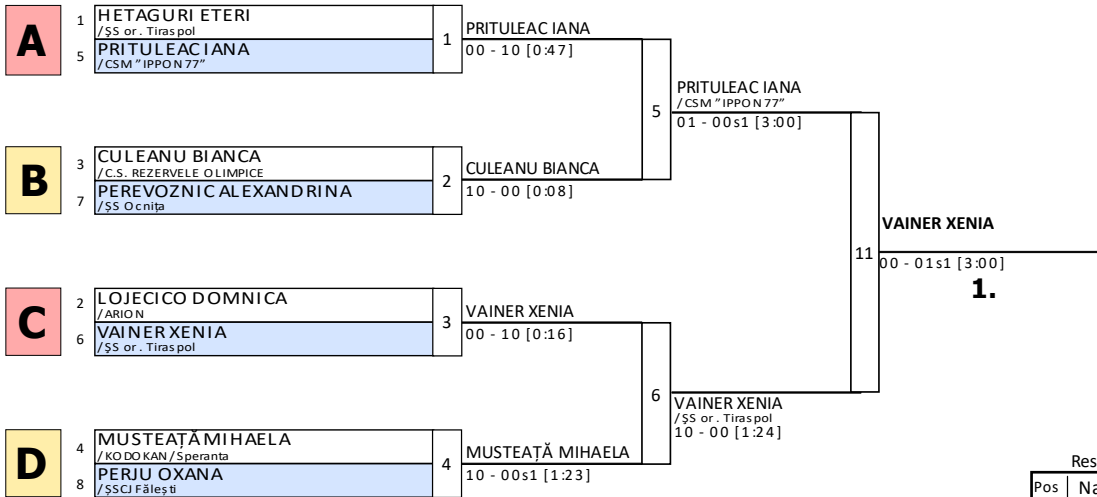 A
1 HETAGURI ETERI
/ŞS or. Tiraspol
5 PRITULEAC IANA
/CSM "IPPON 77"
1
PRITULEAC IANA
00 - 10 [0:47]
B
3 CULEANU BIANCA
/C.S. REZERVELE OLIMPICE
7 PEREVOZNIC ALEXANDRINA
/ŞS Ocnița
2
CULEANU BIANCA
10 - 00 [0:08]
5
PRITULEAC IANA
/CSM "IPPON 77"
01 - 00s1 [3:00]
C
2 LOJECICO DOMNICA
/ARION
6 VAINER XENIA
/ŞS or. Tiraspol
3
VAINER XENIA
00 - 10 [0:16]
D
4 MUSTEAȚĂ MIHAELA
/KODOKAN/Speranta
8 PERJU OXANA
/ŞSCJ Fălești
4
MUSTEAȚĂ MIHAELA
10 - 00s1 [1:23]
6
VAINER XENIA
/ŞS or. Tiraspol
10 - 00 [1:24]
11
VAINER XENIA
00 - 01s1 [3:00]
1.
Res
Pos Na